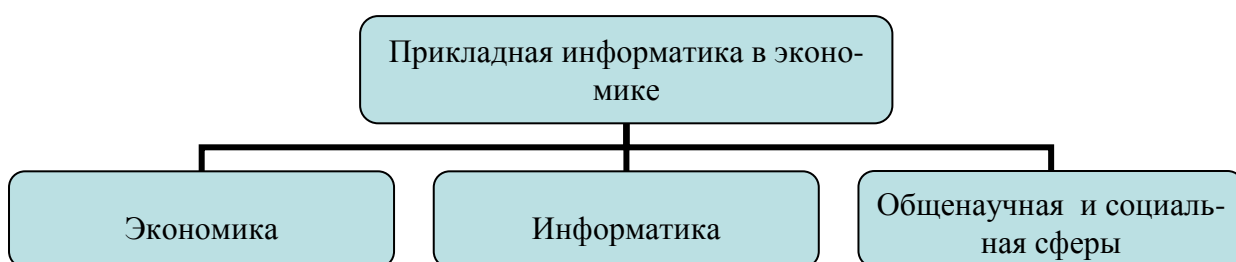 Прикладная информатика в эконо-
мике
Экономика
Информатика
Общенаучная и социаль-
ная сферы